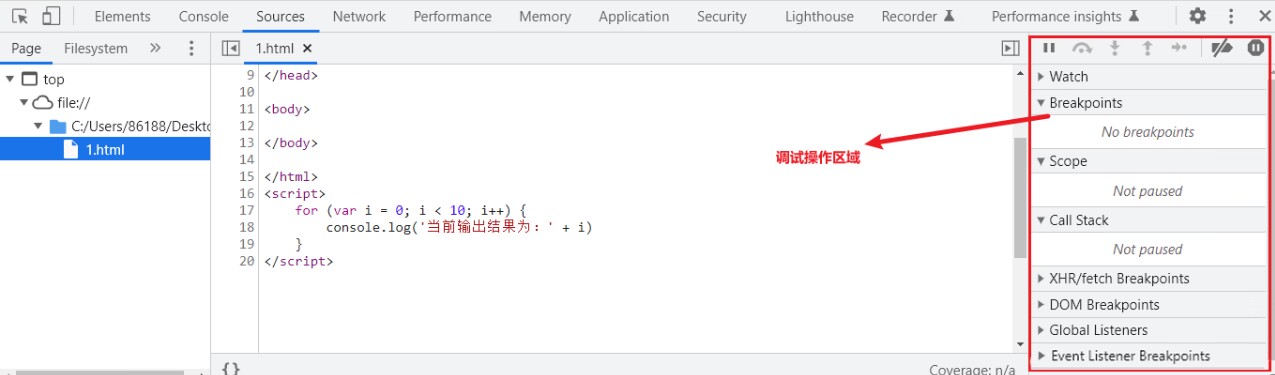 Elements Console Sources Network Performance Memory Application Security Lighthouse Recorder Performance insights
Page Filesystem »
1.html ×
top
file://
C:/Users/86188/Deskto
1.html
9 </head>
10
11 <body>
12
13 </body>
14
15 </html>
16 <script>
17 for (var i = 0; i < 10; i++) {
18 console.log('当前输出结果为：' + i)
19 }
20 </script>
{}
Coverage: n/a
调试操作区域
Watch
Breakpoints
No breakpoints
Scope
Not paused
Call Stack
Not paused
XHR/fetch Breakpoints
DOM Breakpoints
Global Listeners
Event Listener Breakpoints